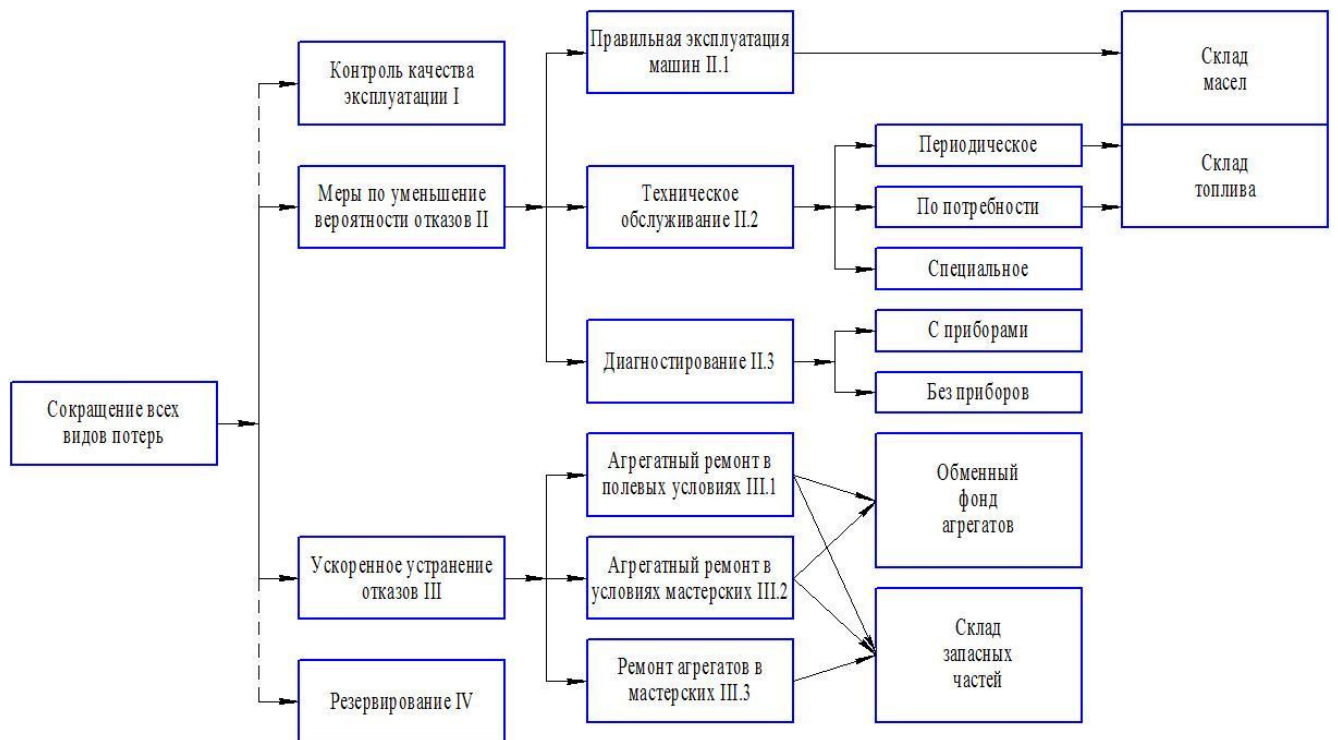 Правильная эксплуатация
машин II.1
Склад
масел
Контроль качества
эксплуатации I
Периодическое
Склад
топлива
Меры по уменьшение
вероятности отказов II
Техническое
обслуживание II.2
По потребности
Специальное
С приборами
Диагностирование II.3
Без приборов
Сокращение всех
видов потерь
Агрегатный ремонт в
полевых условиях III.1
Обменный
фонд
агрегатов
Ускоренное устранение
отказов III
Агрегатный ремонт в
условиях мастерских III.2
Склад
запасных
частей
Ремонт агрегатов в
мастерских III.3
Резервирование IV